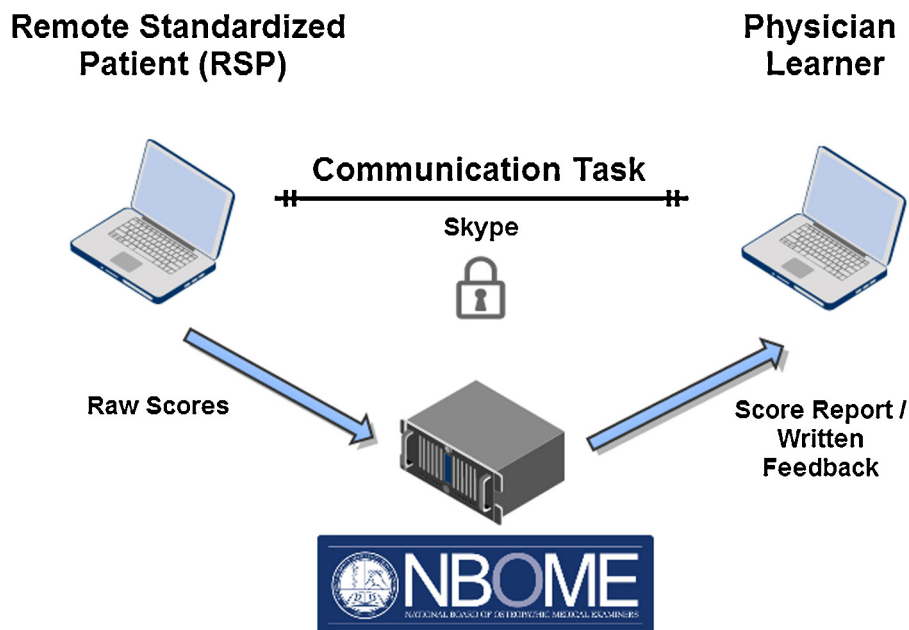 Remote Standardized
Patient (RSP)
Physician
Learner
Communication Task
Skype
Raw Scores
Score Report /
Written
Feedback
NBOME
NATIONAL BOARD OF OSTEOPATHIC MEDICAL EXAMINERS